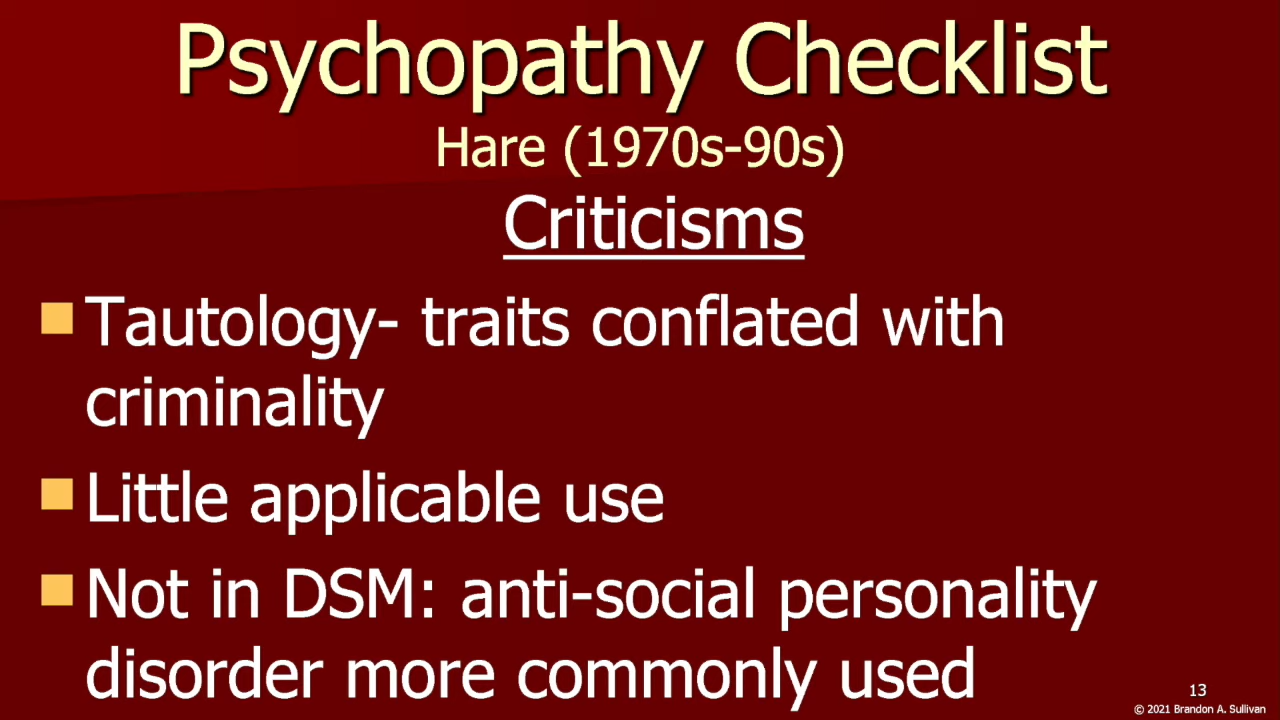 Psychopathy Checklist
Hare (1970s-90s)
Criticisms
Tautology- traits conflated with
criminality
Little applicable use
Not in DSM: anti-social personality
disorder more commonly used
13
© 2021 Brandon A. Sullivan